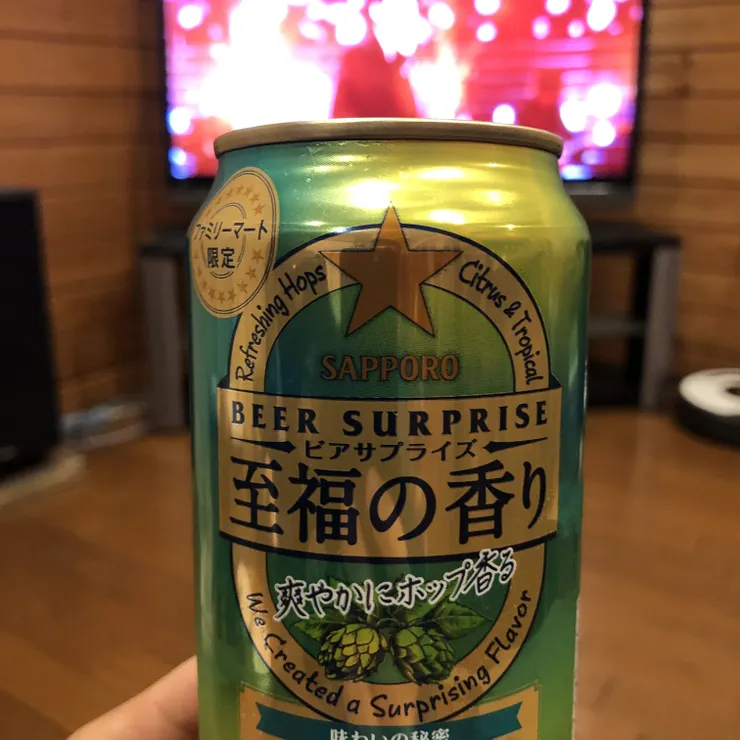 ファミリーマート
限定
Refreshing Hops
Citrus & Tropical
SAPPORO
BEER SURPRISE
ビアサプライズ
至福の香り
爽やかにホップ香る
We Created a Surprising Flavor
味わいの秘密